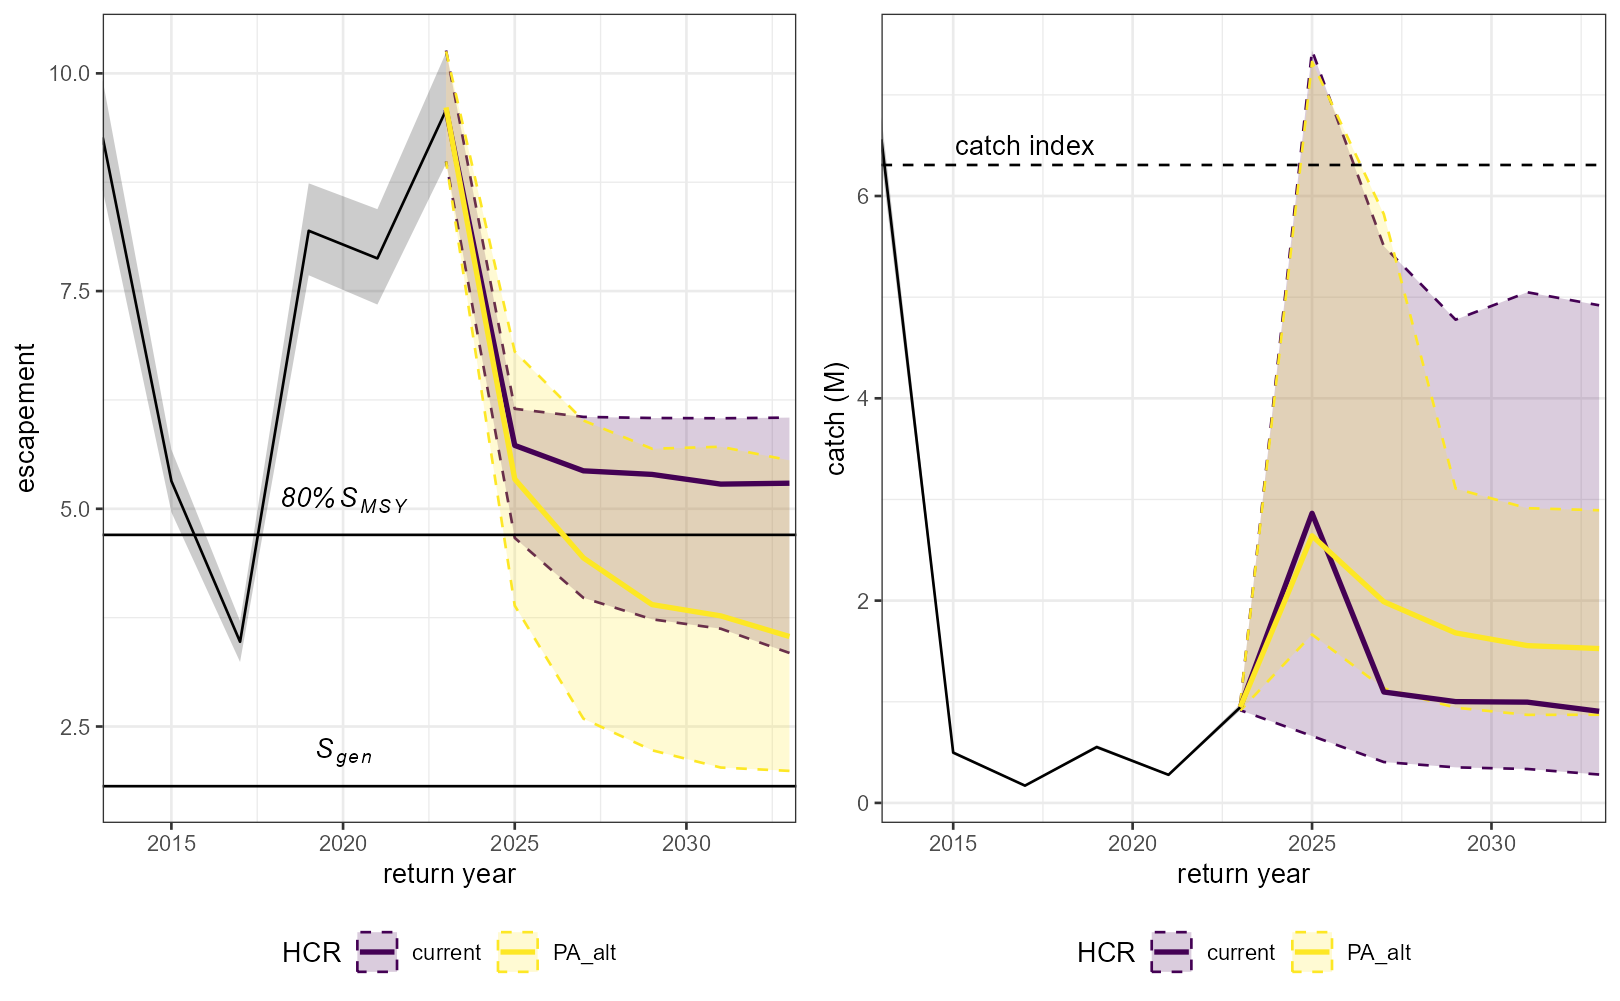 escapement
10.0
7.5
5.0
2.5
80% S_MSY
S_gen
2015 2020 2025 2030
return year
HCR current PA_alt
catch (M)
6
4
2
0
catch index
2015 2020 2025 2030
return year
HCR current PA_alt